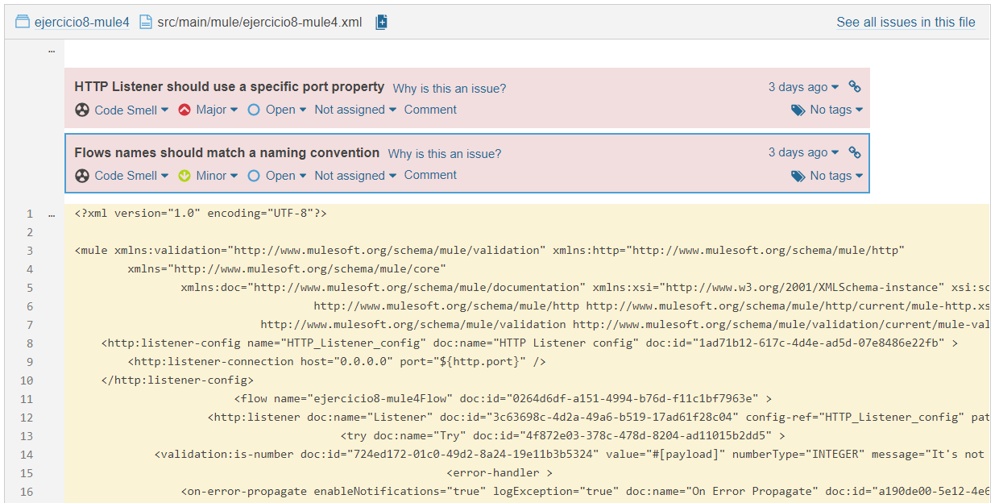 ejercicio8-mule4 src/main/mule/ejercicio8-mule4.xml See all issues in this file
...
HTTP Listener should use a specific port property Why is this an issue? 3 days ago
Code Smell Major Open Not assigned Comment No tags
Flows names should match a naming convention Why is this an issue? 3 days ago
Code Smell Minor Open Not assigned Comment No tags
1 ... <?xml version="1.0" encoding="UTF-8"?>
2
3 <mule xmlns:validation="http://www.mulesoft.org/schema/mule/validation" xmlns:http="http://www.mulesoft.org/schema/mule/http"
4 xmlns="http://www.mulesoft.org/schema/mule/core"
5 xmlns:doc="http://www.mulesoft.org/schema/mule/documentation" xmlns:xsi="http://www.w3.org/2001/XMLSchema-instance" xsi:sc
6 http://www.mulesoft.org/schema/mule/http http://www.mulesoft.org/schema/mule/http/current/mule-http.xs
7 http://www.mulesoft.org/schema/mule/validation http://www.mulesoft.org/schema/mule/validation/current/mule-val
8 <http:listener-config name="HTTP_Listener_config" doc:name="HTTP Listener config" doc:id="1ad71b12-617c-4d4e-ad5d-07e8486e22fb" >
9 <http:listener-connection host="0.0.0.0" port="${http.port}" />
10 </http:listener-config>
11 <flow name="ejercicio8-mule4Flow" doc:id="0264d6df-a151-4994-b76d-f11c1bf7963e" >
12 <http:listener doc:name="Listener" doc:id="3c63698c-4d2a-49a6-b519-17ad61f28c04" config-ref="HTTP_Listener_config" pat
13 <try doc:name="Try" doc:id="4f872e03-378c-478d-8204-ad11015b2dd5" >
14 <validation:is-number doc:id="724ed172-01c0-49d2-8a24-19e11b3b5324" value="#[payload]" numberType="INTEGER" message="It's not
15 <error-handler >
16 <on-error-propagate enableNotifications="true" logException="true" doc:name="On Error Propagate" doc:id="a190de00-5e12-4e6